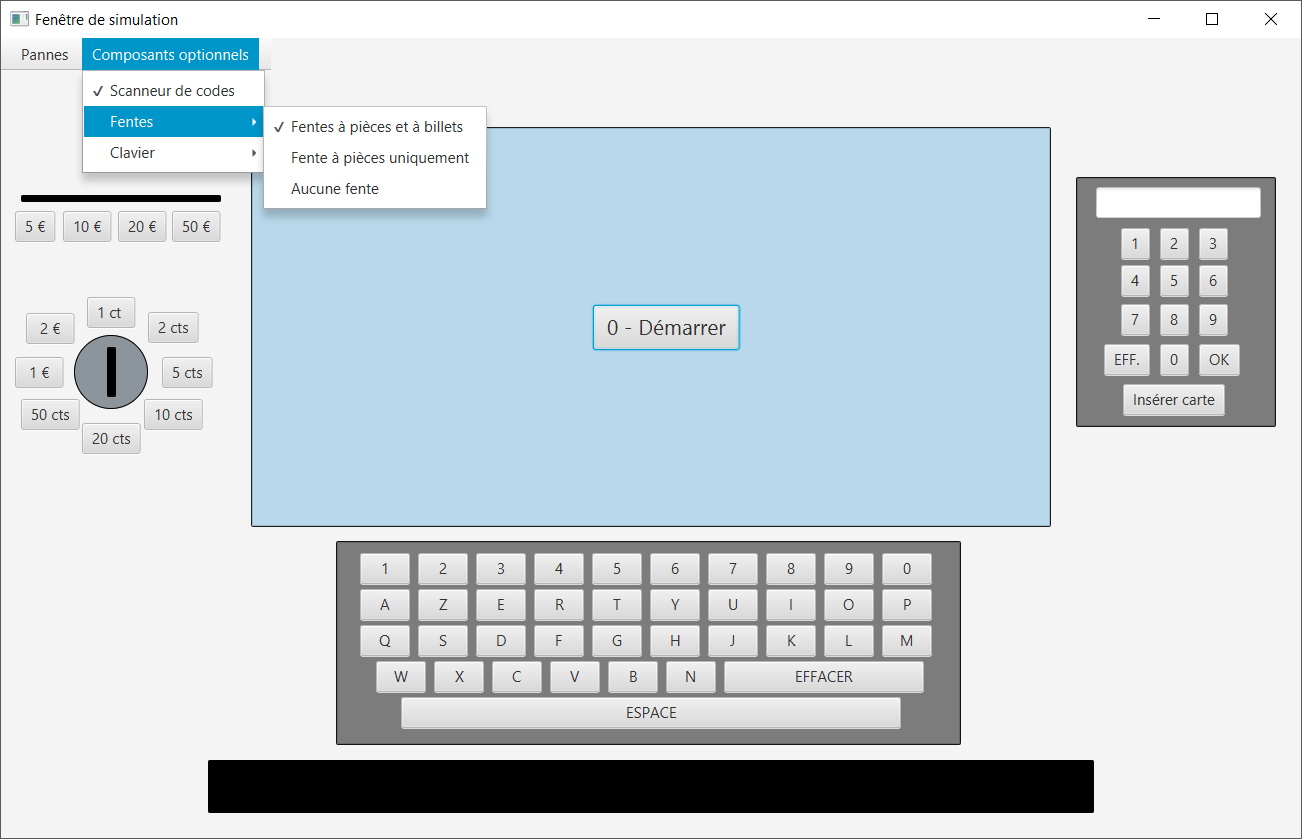 Fenêtre de simulation
Pannes Composants optionnels
Scanneur de codes
Fentes
Clavier
Fentes à pièces et à billets
Fente à pièces uniquement
Aucune fente
5 € 10 € 20 € 50 €
1 ct
2 € 2 cts
1 € 5 cts
50 cts 10 cts
20 cts
0 - Démarrer
1 2 3
4 5 6
7 8 9
EFF. 0 OK
Insérer carte
1 2 3 4 5 6 7 8 9 0
A Z E R T Y U I O P
Q S D F G H J K L M
W X C V B N EFFACER
ESPACE